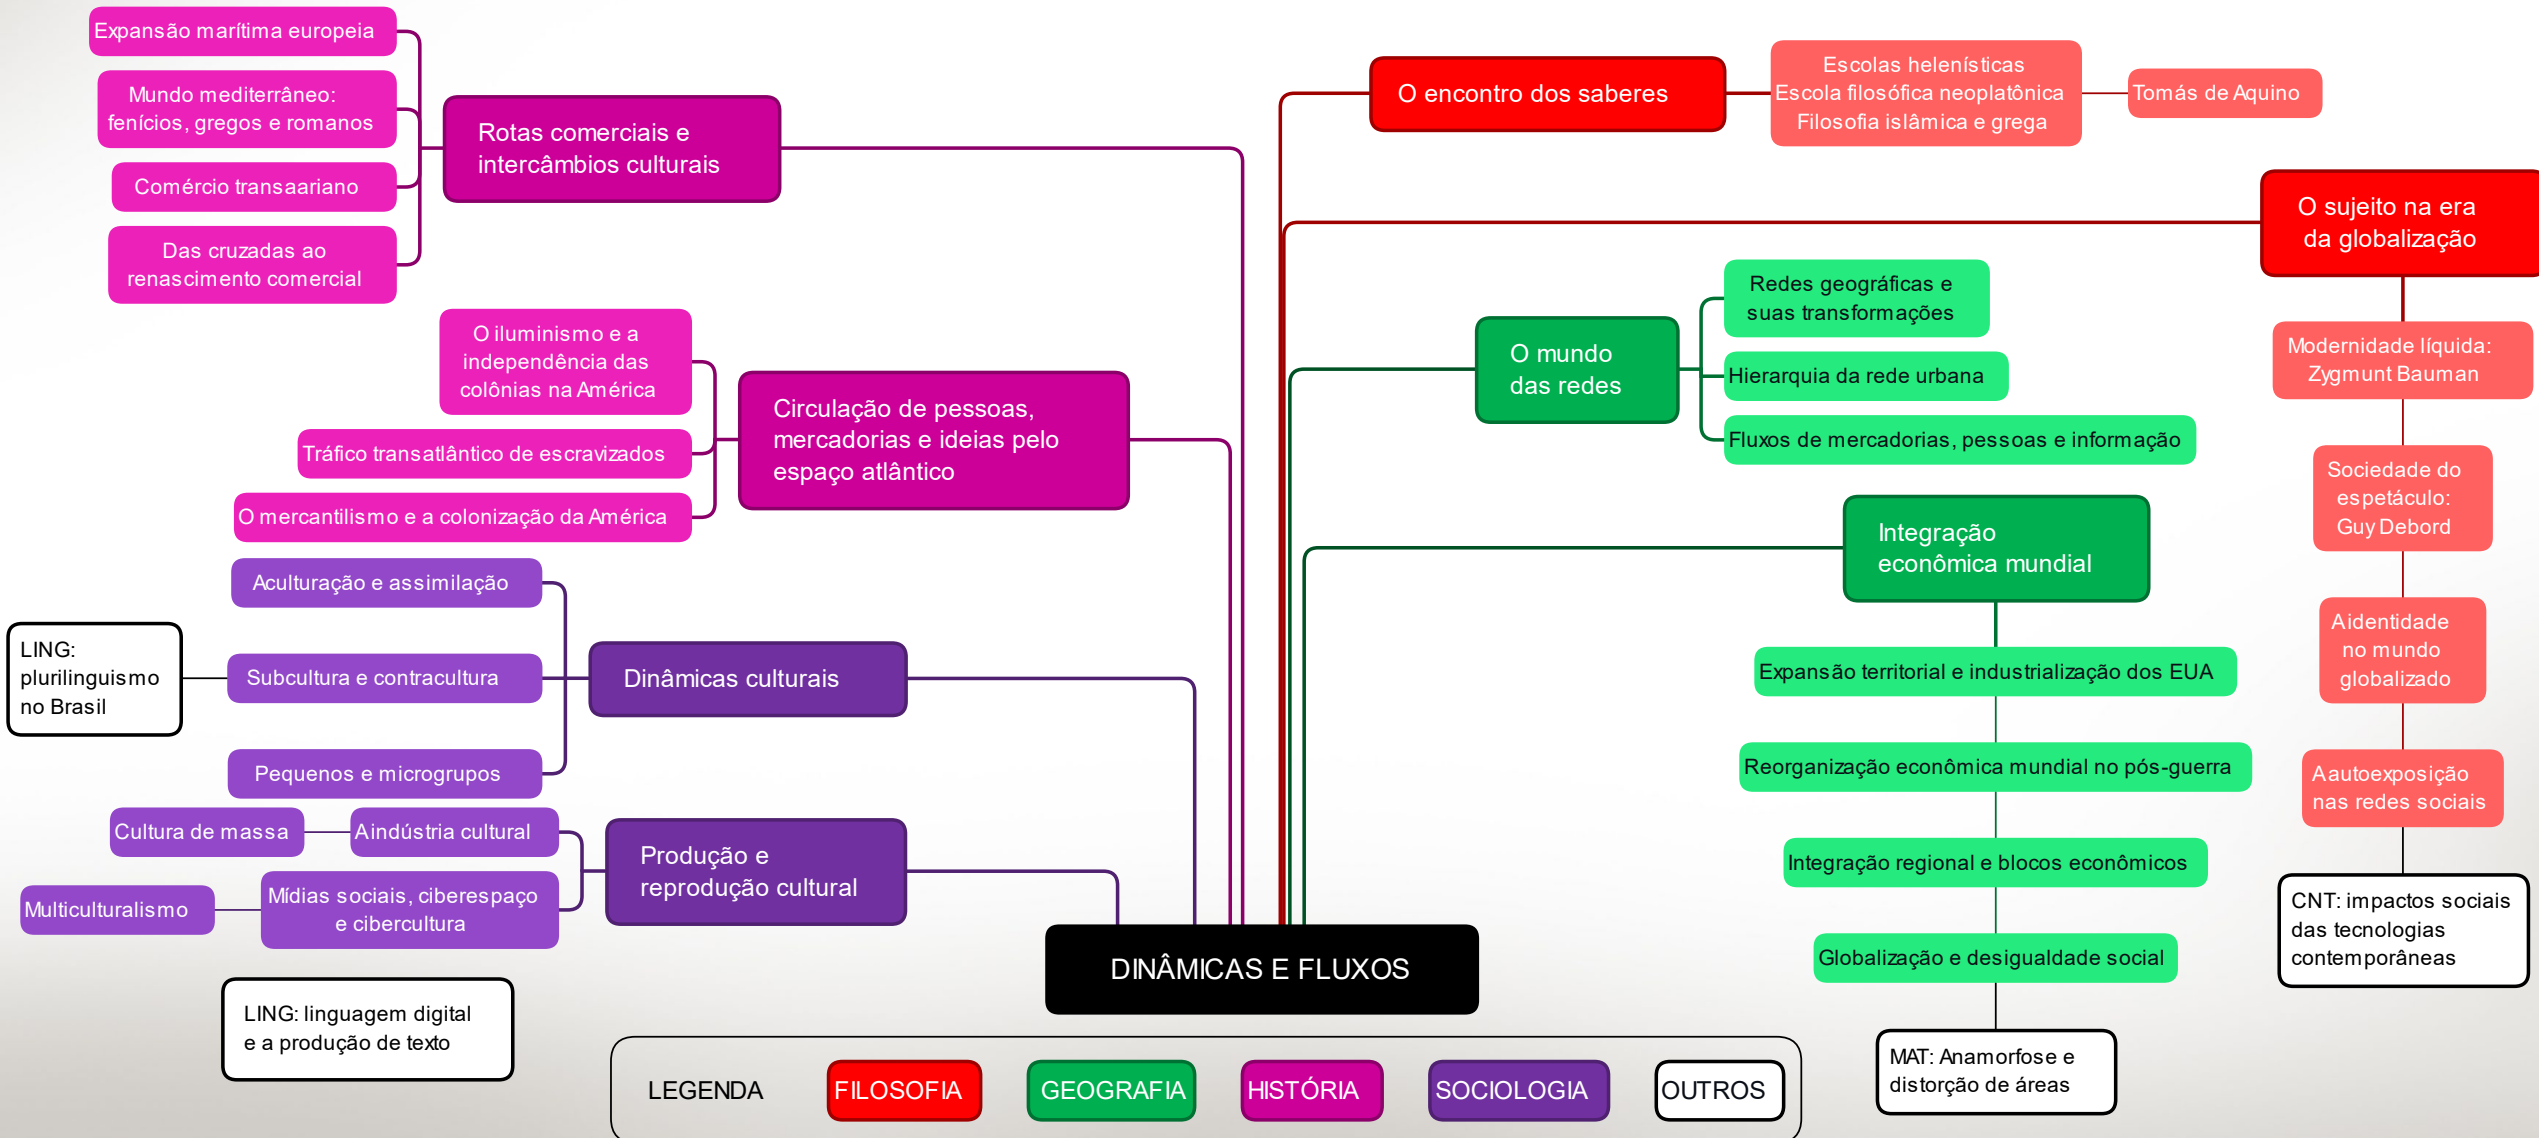 Expansão marítima europeia
Mundo mediterrâneo:
fenícios, gregos e romanos
Comércio transaariano
Das cruzadas ao
renascimento comercial
Rotas comerciais e
intercâmbios culturais
O iluminismo e a
independência das
colônias na América
Tráfico transatlântico de escravizados
O mercantilismo e a colonização da América
Circulação de pessoas,
mercadorias e ideias pelo
espaço atlântico
Aculturação e assimilação
LING:
plurilinguismo
no Brasil
Subcultura e contracultura
Pequenos e microgrupos
Dinâmicas culturais
Cultura de massa
A indústria cultural
Multiculturalismo
Mídias sociais, ciberespaço
e cibercultura
Produção e
reprodução cultural
LING: linguagem digital
e a produção de texto
O encontro dos saberes
Escolas helenísticas
Escola filosófica neoplatônica
Filosofia islâmica e grega
Tomás de Aquino
O sujeito na era
da globalização
Modernidade líquida:
Zygmunt Bauman
Sociedade do
espetáculo:
Guy Debord
A identidade
no mundo
globalizado
A autoexposição
nas redes sociais
CNT: impactos sociais
das tecnologias
contemporâneas
O mundo
das redes
Redes geográficas e
suas transformações
Hierarquia da rede urbana
Fluxos de mercadorias, pessoas e informação
Integração
econômica mundial
Expansão territorial e industrialização dos EUA
Reorganização econômica mundial no pós-guerra
Integração regional e blocos econômicos
Globalização e desigualdade social
MAT: Anamorfose e
distorção de áreas
DINÂMICAS E FLUXOS
LEGENDA
FILOSOFIA
GEOGRAFIA
HISTÓRIA
SOCIOLOGIA
OUTROS